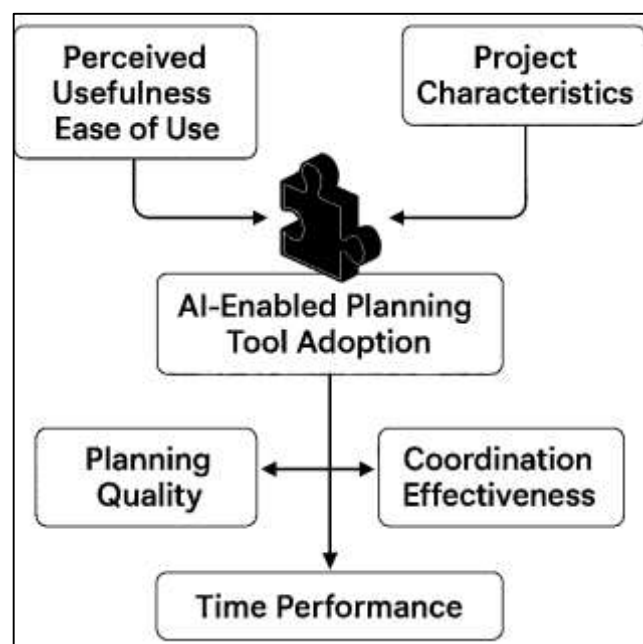 Perceived
Usefulness
Ease of Use
Project
Characteristics
AI-Enabled Planning
Tool Adoption
Planning
Quality
Coordination
Effectiveness
Time Performance